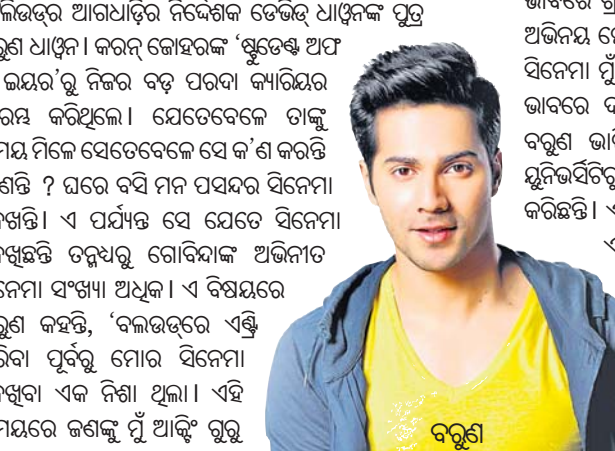 ଲିଉଡ୍‌ର ଆଗଧାଡ଼ିର ନିର୍ଦ୍ଦେଶକ ଡେଭିଡ୍ ଧାଓ୍ୱନଙ୍କ ପୁତ୍ର
ରୁଣ ଧାଓ୍ୱନ। କରନ୍ ଜୋହରଙ୍କ ‘ଷ୍ଟୁଡେଣ୍ଟ ଅଫ
ଇୟର’ରୁ ନିଜର ବଡ଼ ପରଦା କ୍ୟାରିୟର
ରମ୍ଭ କରିଥିଲେ। ଯେତେବେଳେ ତାଙ୍କୁ
ମୟ ମିଳେ ସେତେବେଳେ ସେ କ’ଣ କରନ୍ତି
ଣନ୍ତି ? ଘରେ ବସି ମନ ପସନ୍ଦର ସିନେମା
ଖନ୍ତି। ଏ ପର୍ଯ୍ୟନ୍ତ ସେ ଯେତେ ସିନେମା
ଖିଛନ୍ତି ତନ୍ମଧ୍ୟରୁ ଗୋବିନ୍ଦାଙ୍କ ଅଭିନୀତ
ନେମା ସଂଖ୍ୟା ଅଧିକ। ଏ ବିଷୟରେ
ରୁଣ କହନ୍ତି, ‘ବଲଉଡ୍‌ରେ ଏଣ୍ଟ୍ରି
ରିବା ପୂର୍ବରୁ ମୋର ସିନେମା
ଖିବା ଏକ ନିଶା ଥିଲା। ଏହି
ମୟରେ ଜଣଙ୍କୁ ମୁଁ ଆକ୍ଟିଂ ଗୁରୁ
ବରୁଣ
ଭାବରେ
ଅଭିନୟ
ସିନେମା ମୁଁ
ଭାବରେ
ବରୁଣ
ୟୁନିଭର୍ସିଟିରୁ
କରିଛନ୍ତି। ଏ
ଏ